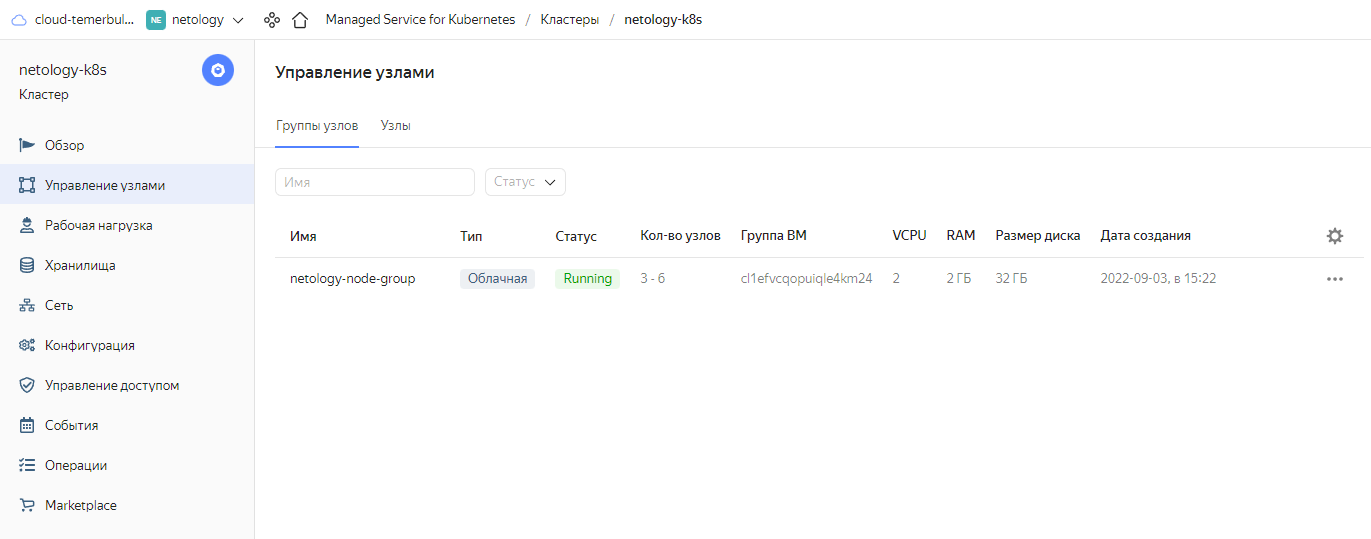 cloud-temerbul... NE netology Managed Service for Kubernetes / Кластеры / netology-k8s
netology-k8s
Кластер
Обзор
Управление узлами
Рабочая нагрузка
Хранилища
Сеть
Конфигурация
Управление доступом
События
Операции
Marketplace
Управление узлами
Группы узлов Узлы
Имя Статус
Имя Тип Статус Кол-во узлов Группа ВМ VCPU RAM Размер диска Дата создания
netology-node-group Облачная Running 3 - 6 cl1efvcqopuiqle4km24 2 2 ГБ 32 ГБ 2022-09-03, в 15:22